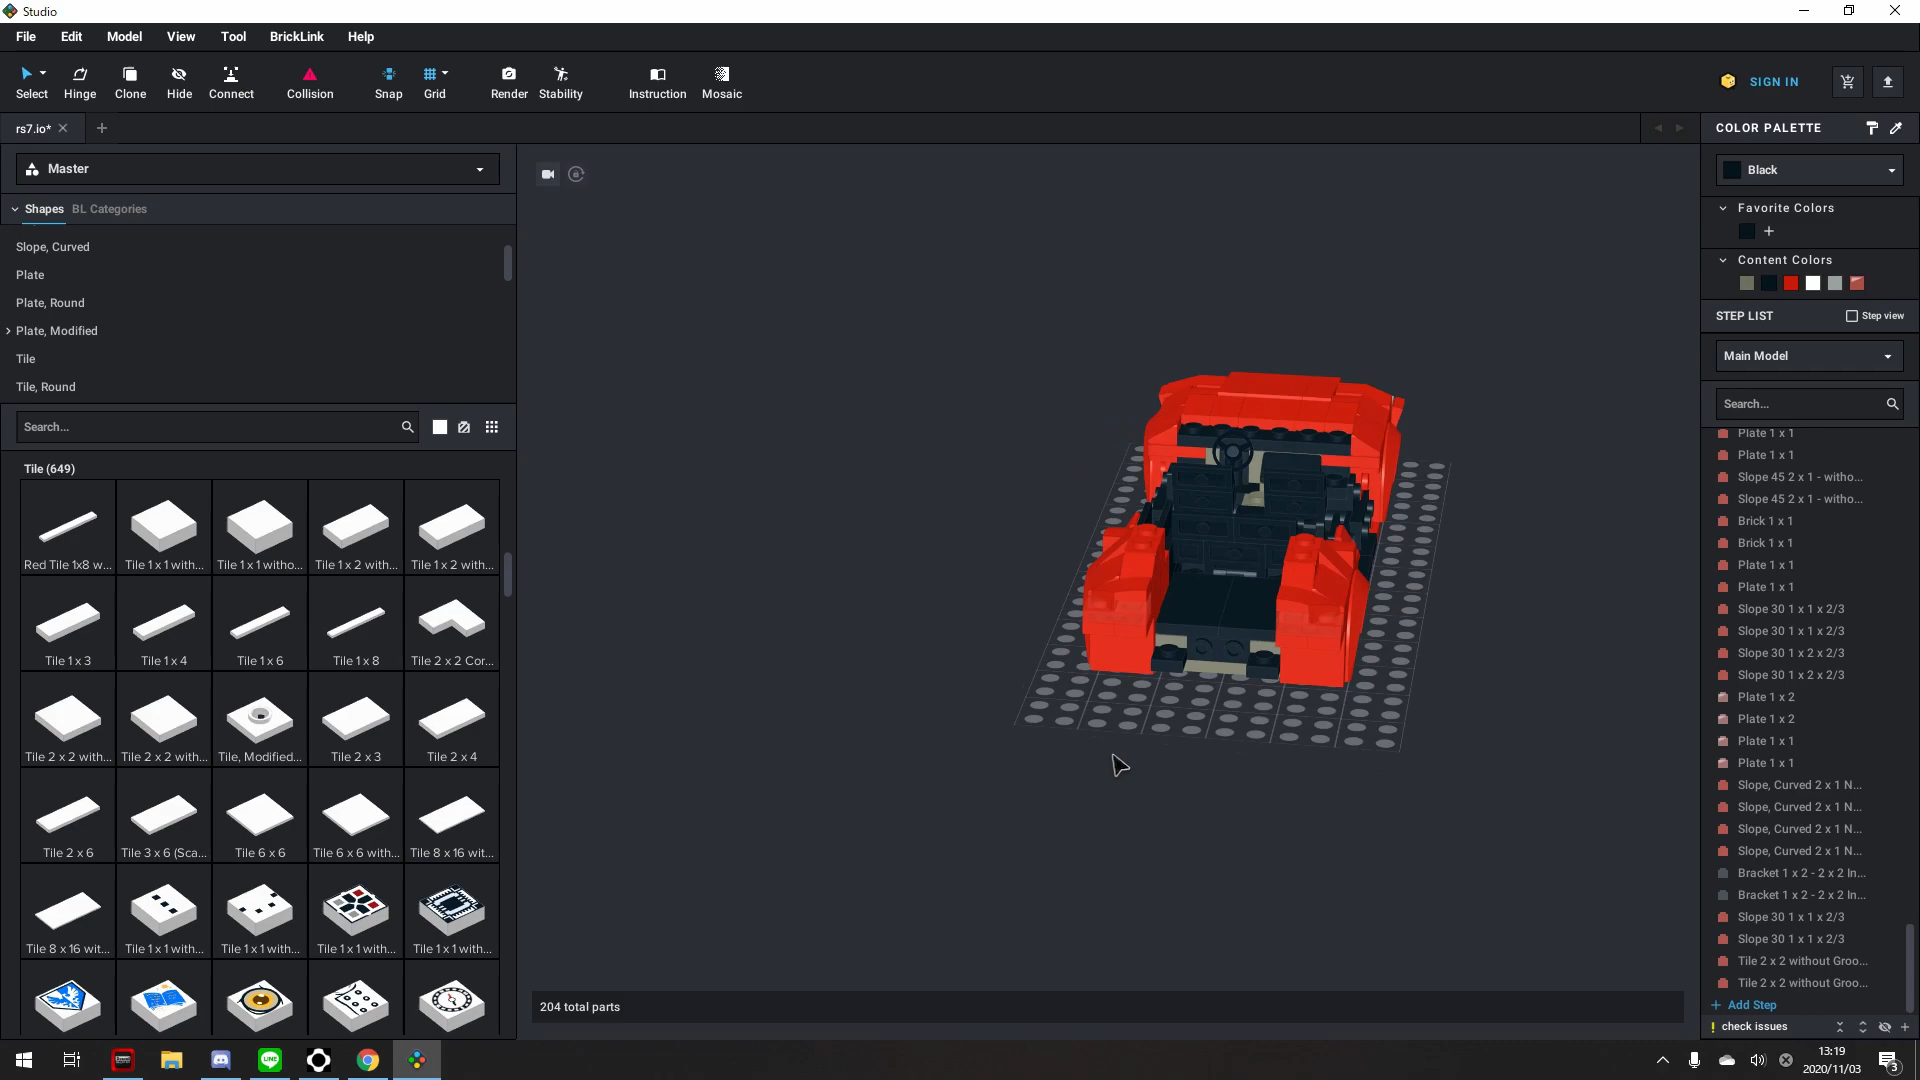 Studio
File Edit Model View Tool BrickLink Help
Select Hinge Clone Hide Connect Collision Snap Grid Render Stability Instruction Mosaic
SIGN IN
rs7.io*
Master
Shapes BL Categories
Slope, Curved
Plate
Plate, Round
Plate, Modified
Tile
Tile, Round
Search...
Tile (649)
Red Tile 1x8 w... Tile 1 x 1 with... Tile 1 x 1 witho... Tile 1 x 2 with... Tile 1 x 2 with...
Tile 1 x 3 Tile 1 x 4 Tile 1 x 6 Tile 1 x 8 Tile 2 x 2 Cor...
Tile 2 x 2 with... Tile 2 x 2 with... Tile, Modified... Tile 2 x 3 Tile 2 x 4
Tile 2 x 6 Tile 3 x 6 (Sca... Tile 6 x 6 Tile 6 x 6 with... Tile 8 x 16 wit...
Tile 8 x 16 wit... Tile 1 x 1 with... Tile 1 x 1 with... Tile 1 x 1 with... Tile 1 x 1 with...
204 total parts
COLOR PALETTE
Black
Favorite Colors
Content Colors
STEP LIST Step view
Main Model
Search...
Plate 1 x 1
Plate 1 x 1
Slope 45 2 x 1 - witho...
Slope 45 2 x 1 - witho...
Brick 1 x 1
Brick 1 x 1
Plate 1 x 1
Plate 1 x 1
Slope 30 1 x 1 x 2/3
Slope 30 1 x 1 x 2/3
Slope 30 1 x 2 x 2/3
Slope 30 1 x 2 x 2/3
Plate 1 x 2
Plate 1 x 2
Plate 1 x 1
Plate 1 x 1
Slope, Curved 2 x 1 N...
Slope, Curved 2 x 1 N...
Slope, Curved 2 x 1 N...
Slope, Curved 2 x 1 N...
Bracket 1 x 2 - 2 x 2 In...
Bracket 1 x 2 - 2 x 2 In...
Slope 30 1 x 1 x 2/3
Slope 30 1 x 1 x 2/3
Tile 2 x 2 without Groo...
Tile 2 x 2 without Groo...
+ Add Step
! check issues
LINE
13:19
2020/11/03
3